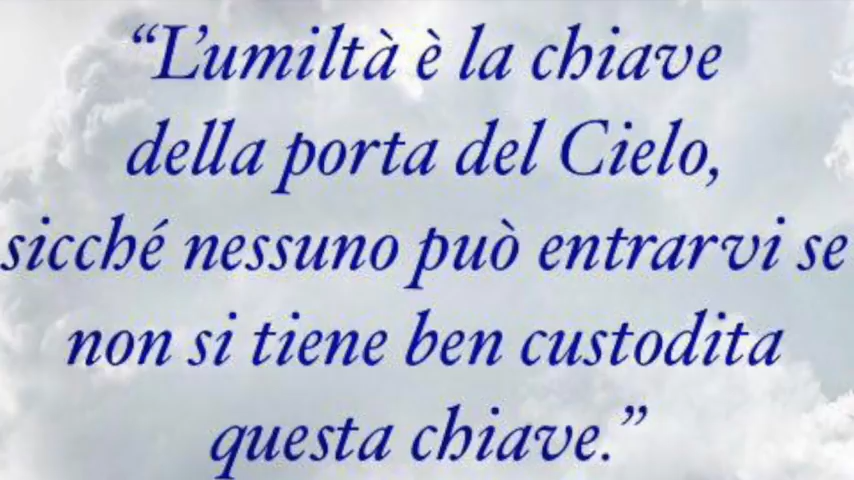 “L’umiltà è la chiave
della porta del Cielo,
sicché nessuno può entrarvi se
non si tiene ben custodita
questa chiave.”